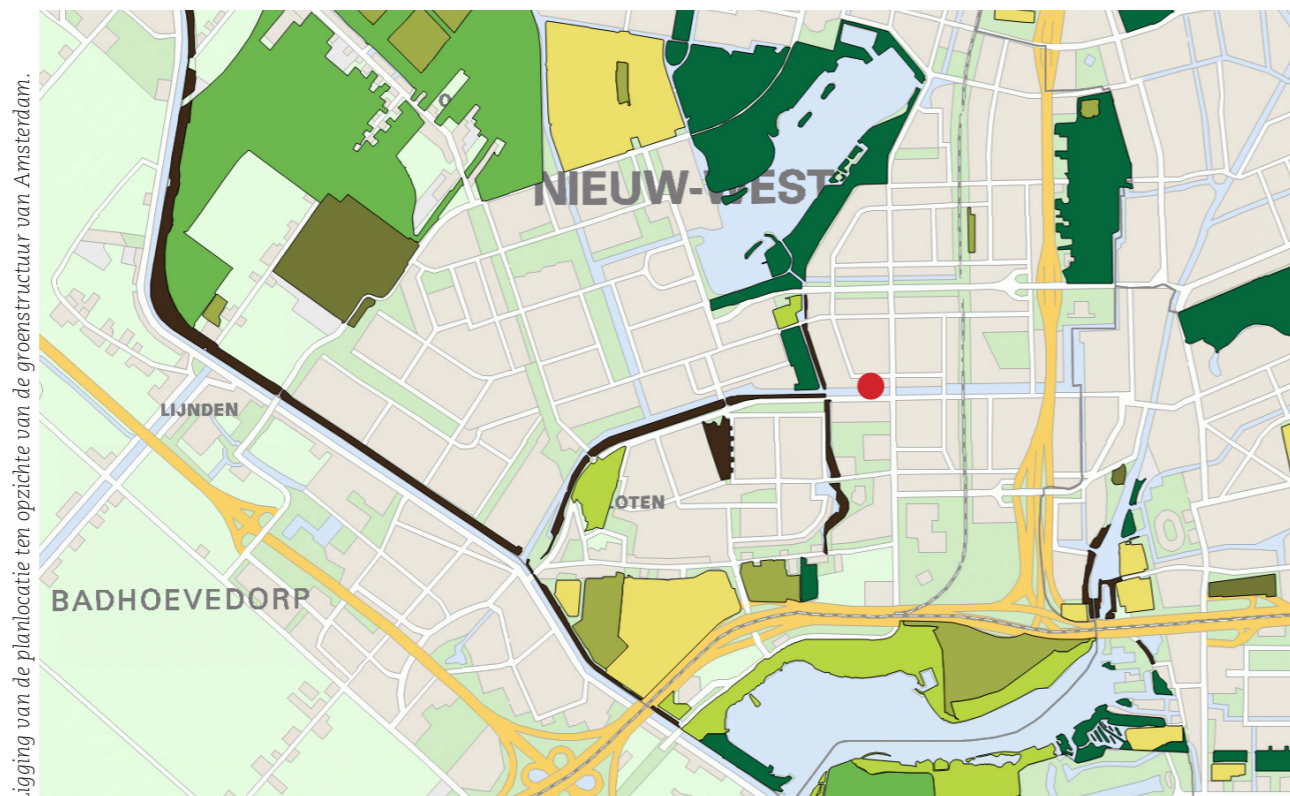 igging van de planlocatie ten opzichte van de groenstructuur van Amsterdam.
NIEUW-WEST
LIJNDEN
OTEN
BADHOEVEDORP